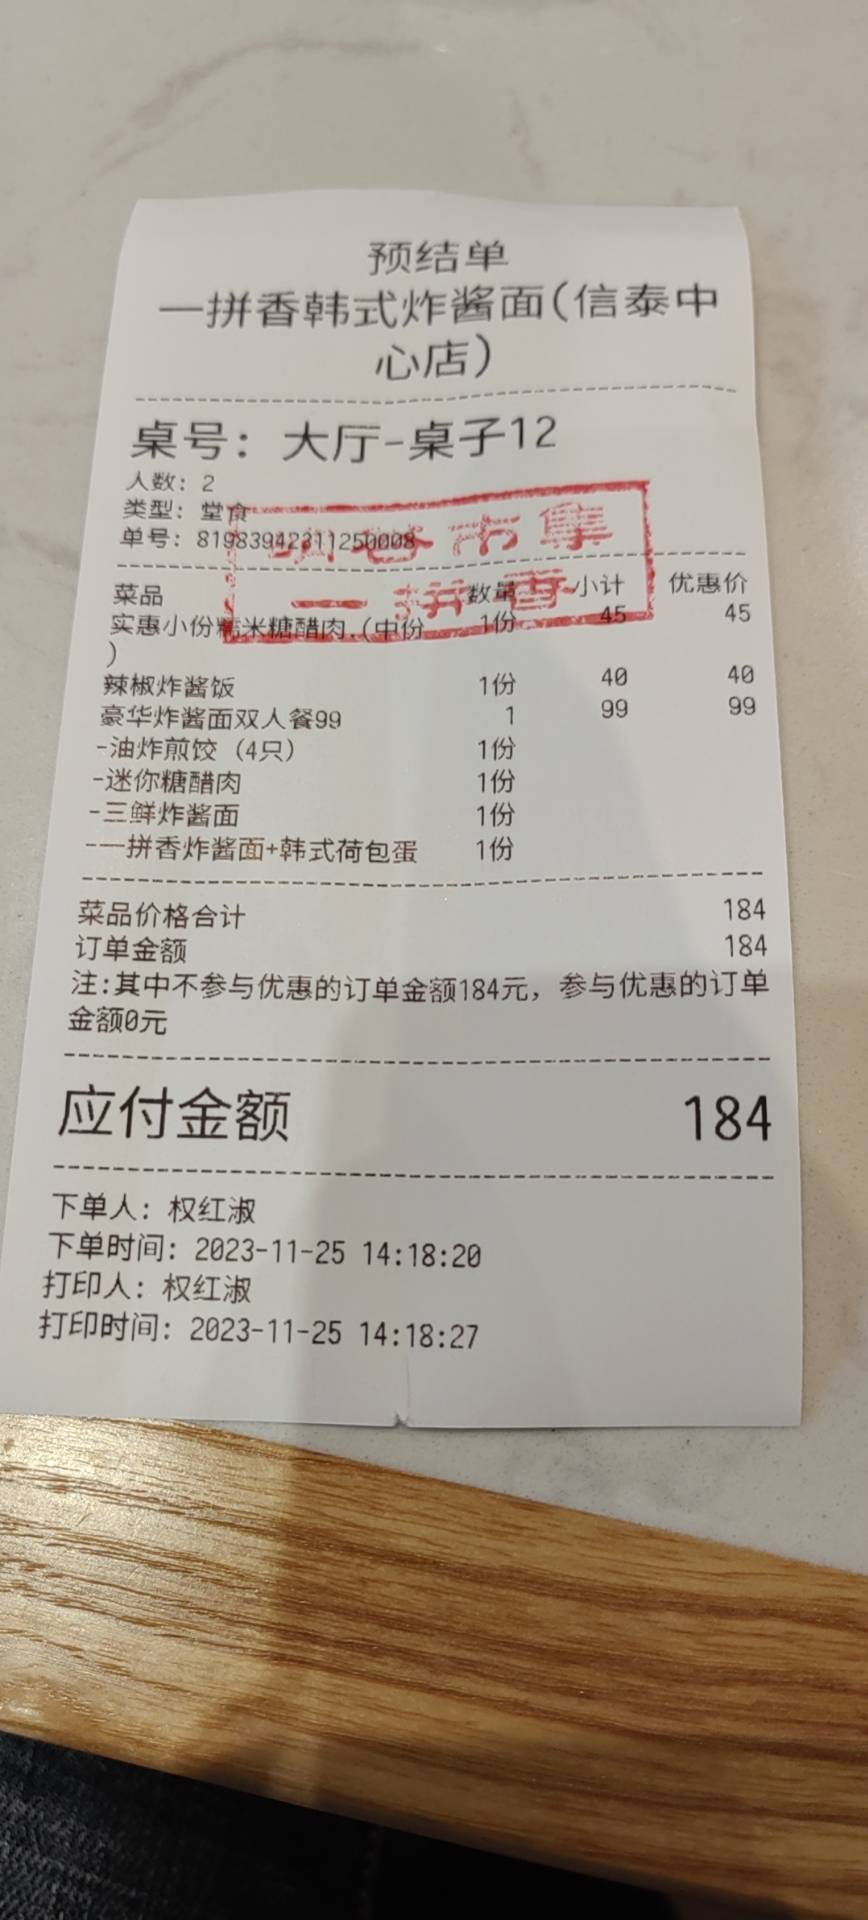 预结单
一拼香韩式炸酱面(信泰中
心店)
桌号: 大厅-桌子12
人数: 2
类型: 堂食
单号: 81983942311250008
市集
一拼香
菜品 数量 小计 优惠价
实惠小份糯米糖醋肉.(中份 1份 45 45
)
辣椒炸酱饭 1份 40 40
豪华炸酱面双人餐99 1 99 99
-油炸煎饺 (4只) 1份
-迷你糖醋肉 1份
-三鲜炸酱面 1份
-一拼香炸酱面+韩式荷包蛋 1份
菜品价格合计 184
订单金额 184
注:其中不参与优惠的订单金额184元, 参与优惠的订单
金额0元
应付金额 184
下单人: 权红淑
下单时间: 2023-11-25 14:18:20
打印人: 权红淑
打印时间: 2023-11-25 14:18:27